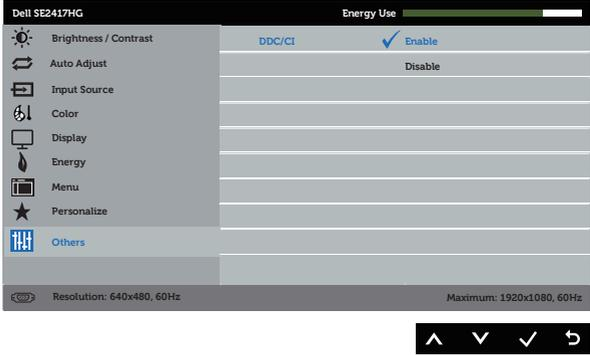 Dell SE2417HG Energy Use
Brightness / Contrast DDC/CI Enable
Auto Adjust Disable
Input Source
Color
Display
Energy
Menu
Personalize
Others
Resolution: 640x480, 60Hz Maximum: 1920x1080, 60Hz